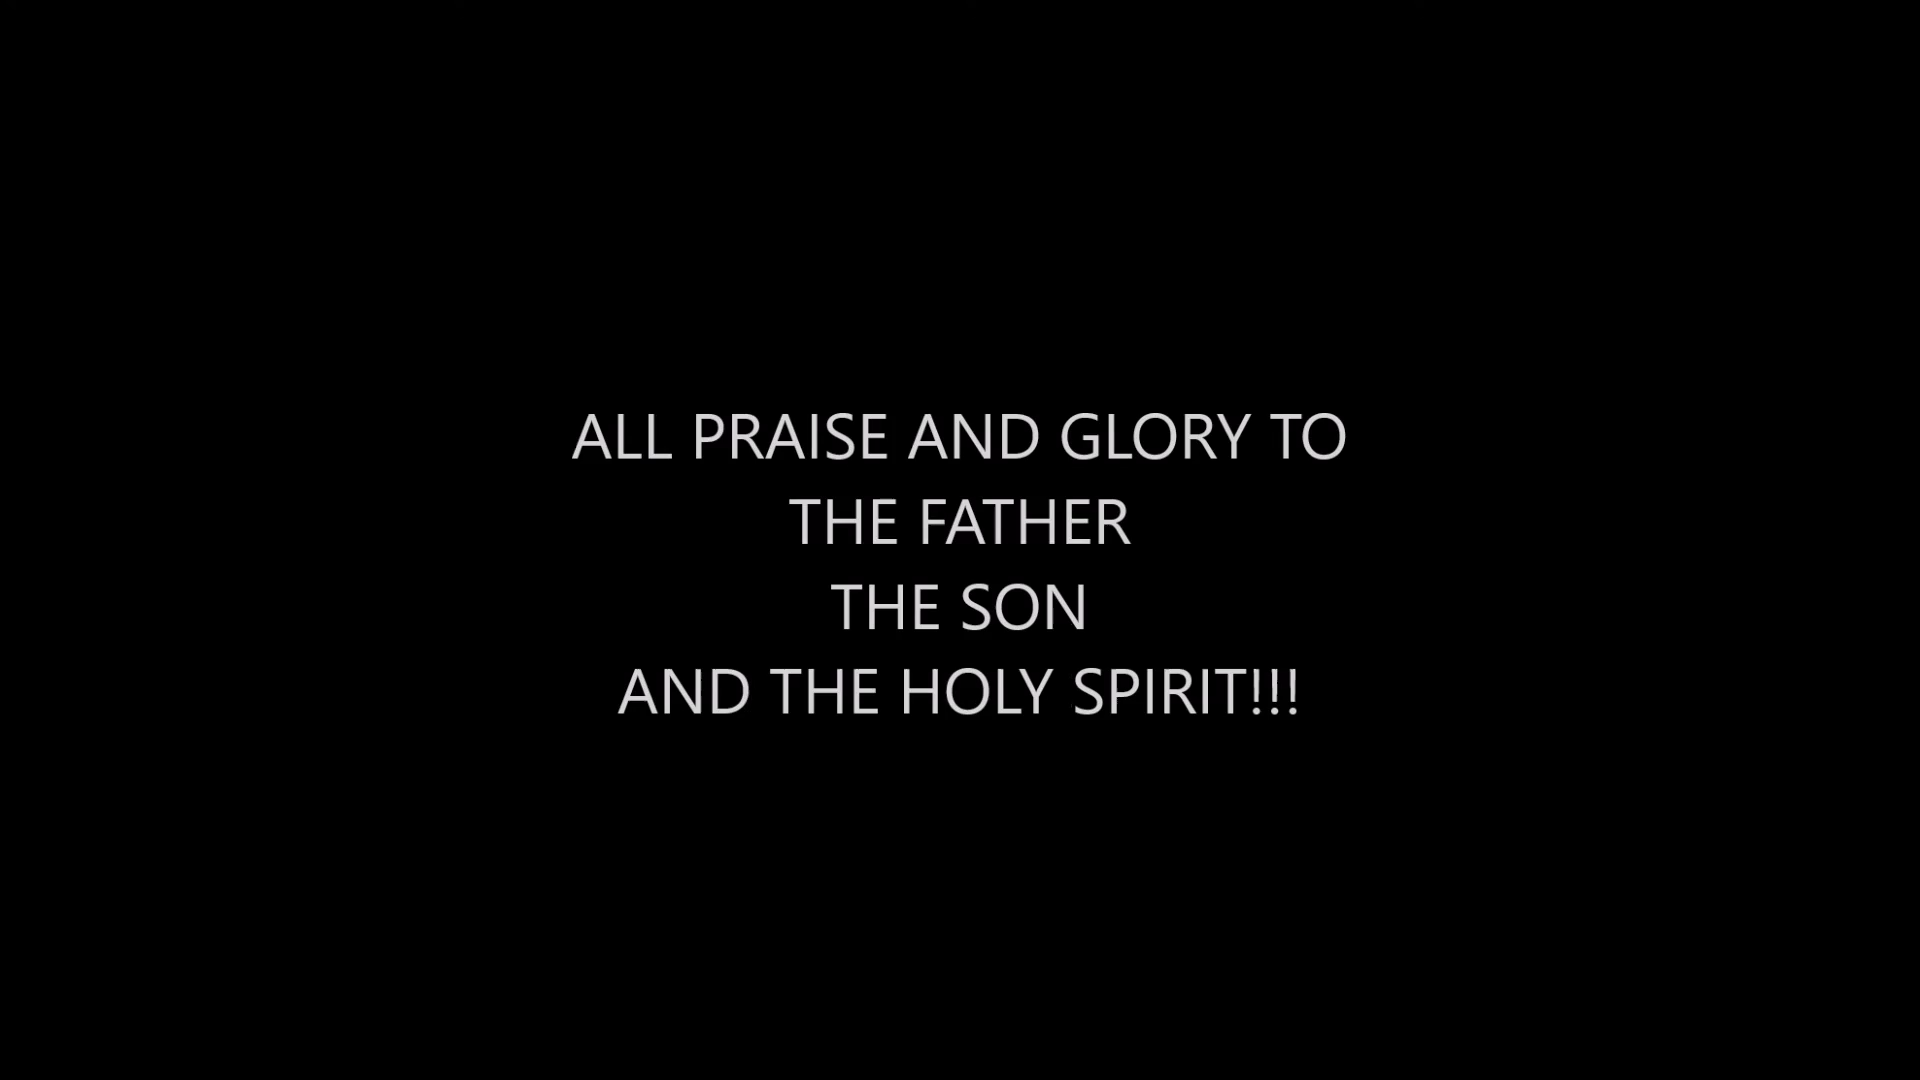 ALL PRAISE AND GLORY TO
THE FATHER
THE SON
AND THE HOLY SPIRIT!!!